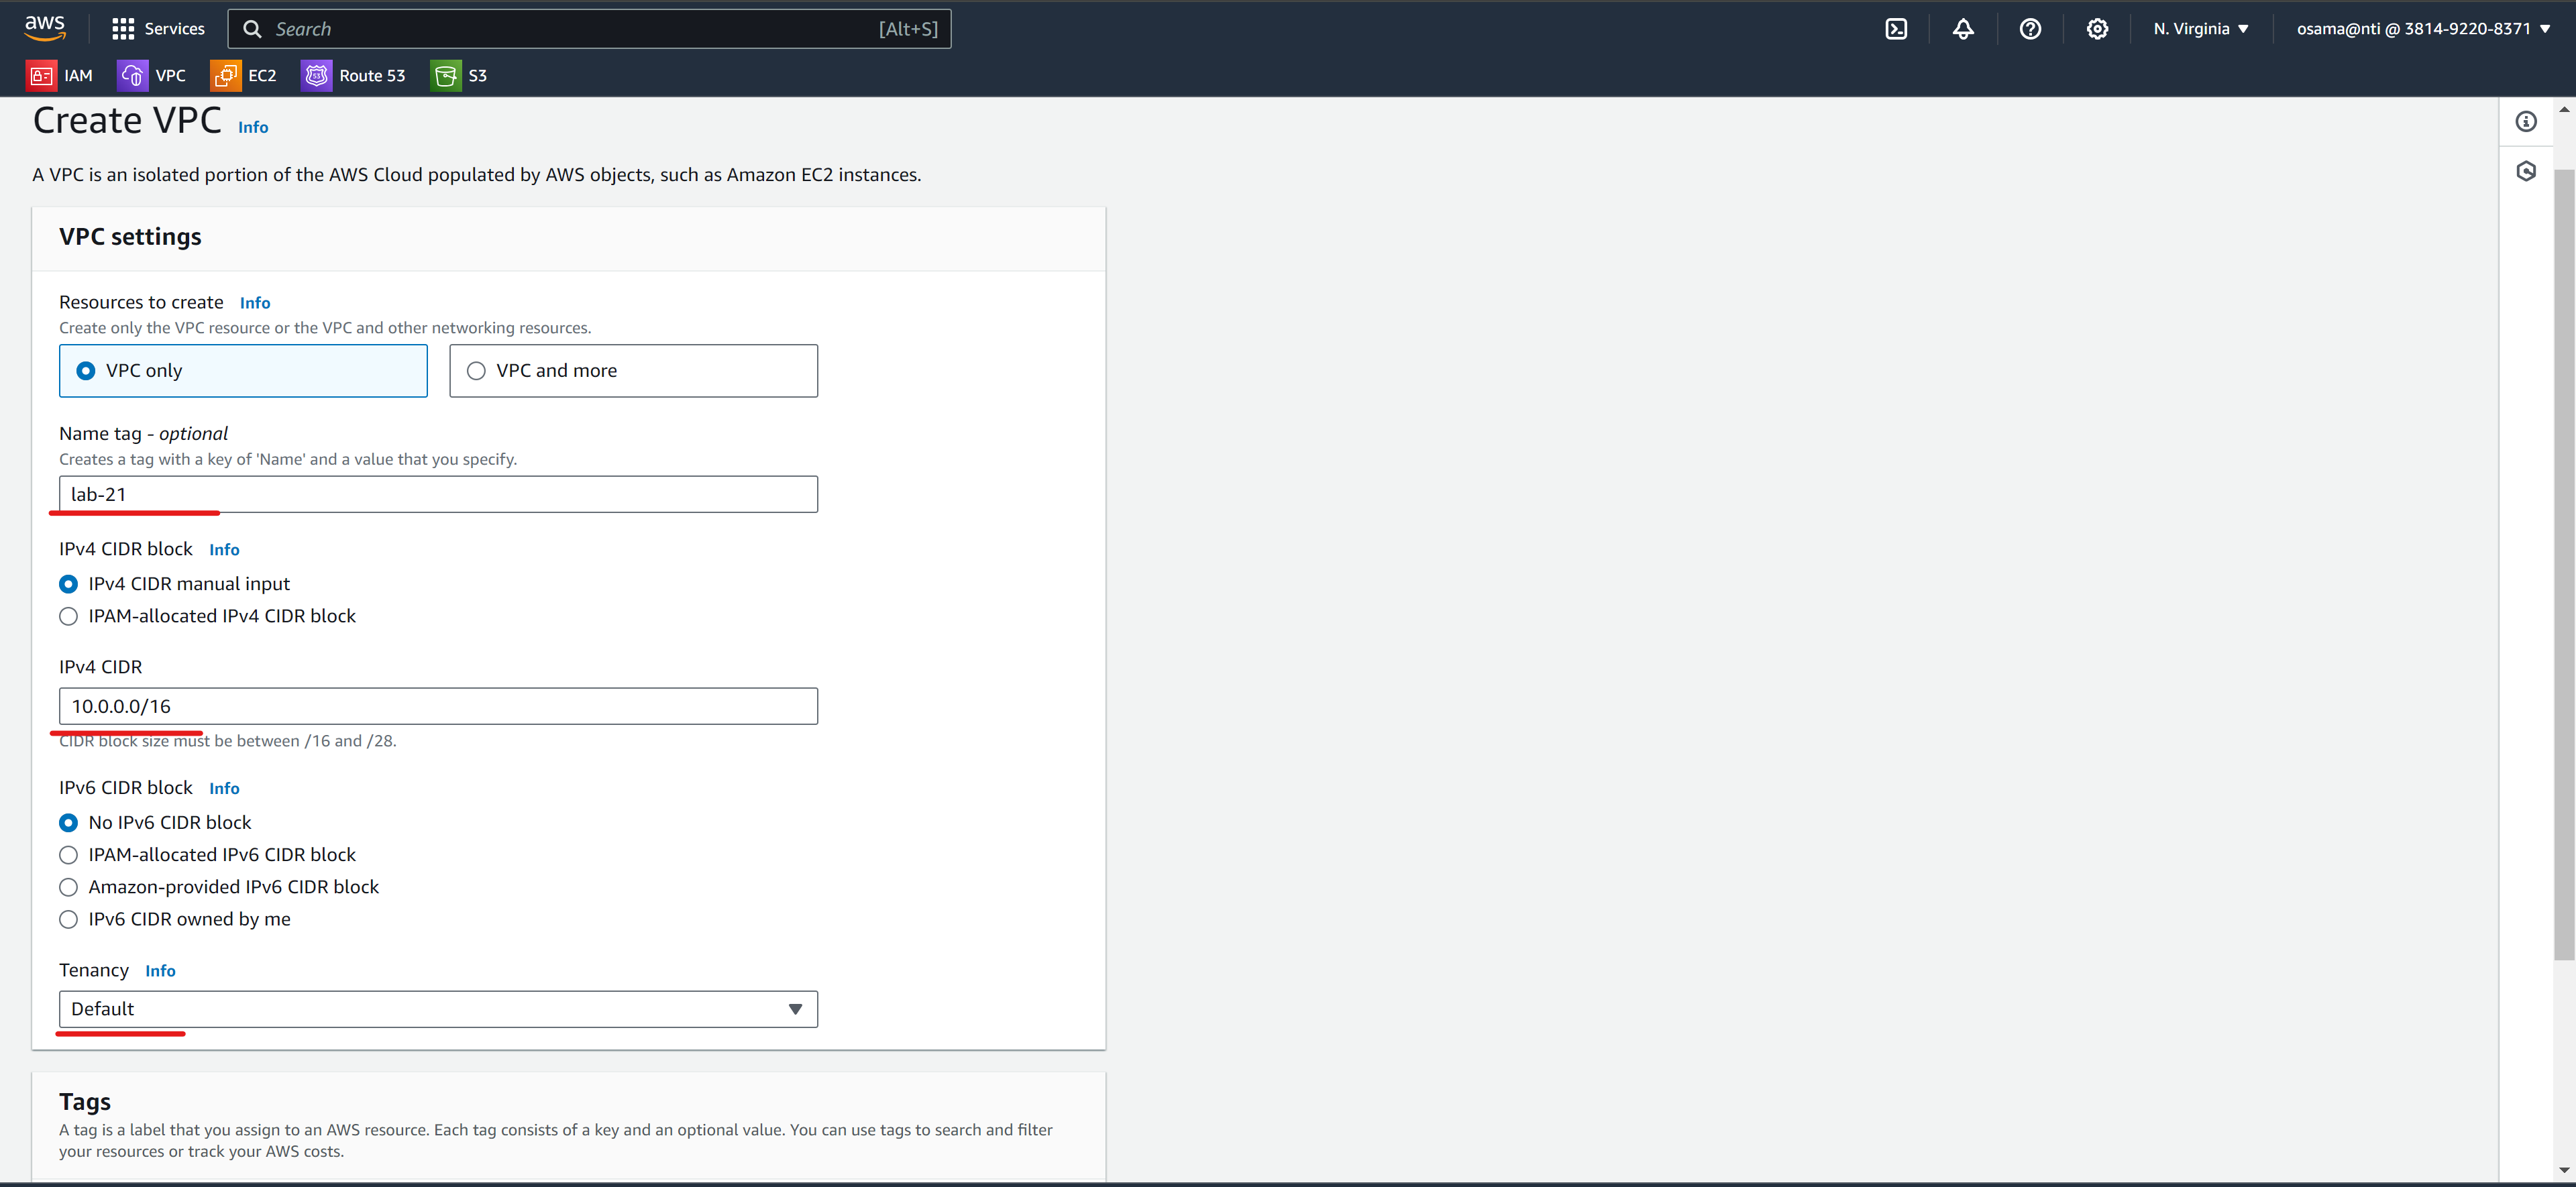 aws
Services
Search
[Alt+S]
N. Virginia
osama@nti @ 3814-9220-8371
IAM
VPC
EC2
Route 53
S3
Create VPC Info
A VPC is an isolated portion of the AWS Cloud populated by AWS objects, such as Amazon EC2 instances.
VPC settings
Resources to create Info
Create only the VPC resource or the VPC and other networking resources.
VPC only
VPC and more
Name tag - optional
Creates a tag with a key of 'Name' and a value that you specify.
lab-21
IPv4 CIDR block Info
IPv4 CIDR manual input
IPAM-allocated IPv4 CIDR block
IPv4 CIDR
10.0.0.0/16
CIDR block size must be between /16 and /28.
IPv6 CIDR block Info
No IPv6 CIDR block
IPAM-allocated IPv6 CIDR block
Amazon-provided IPv6 CIDR block
IPv6 CIDR owned by me
Tenancy Info
Default
Tags
A tag is a label that you assign to an AWS resource. Each tag consists of a key and an optional value. You can use tags to search and filter
your resources or track your AWS costs.